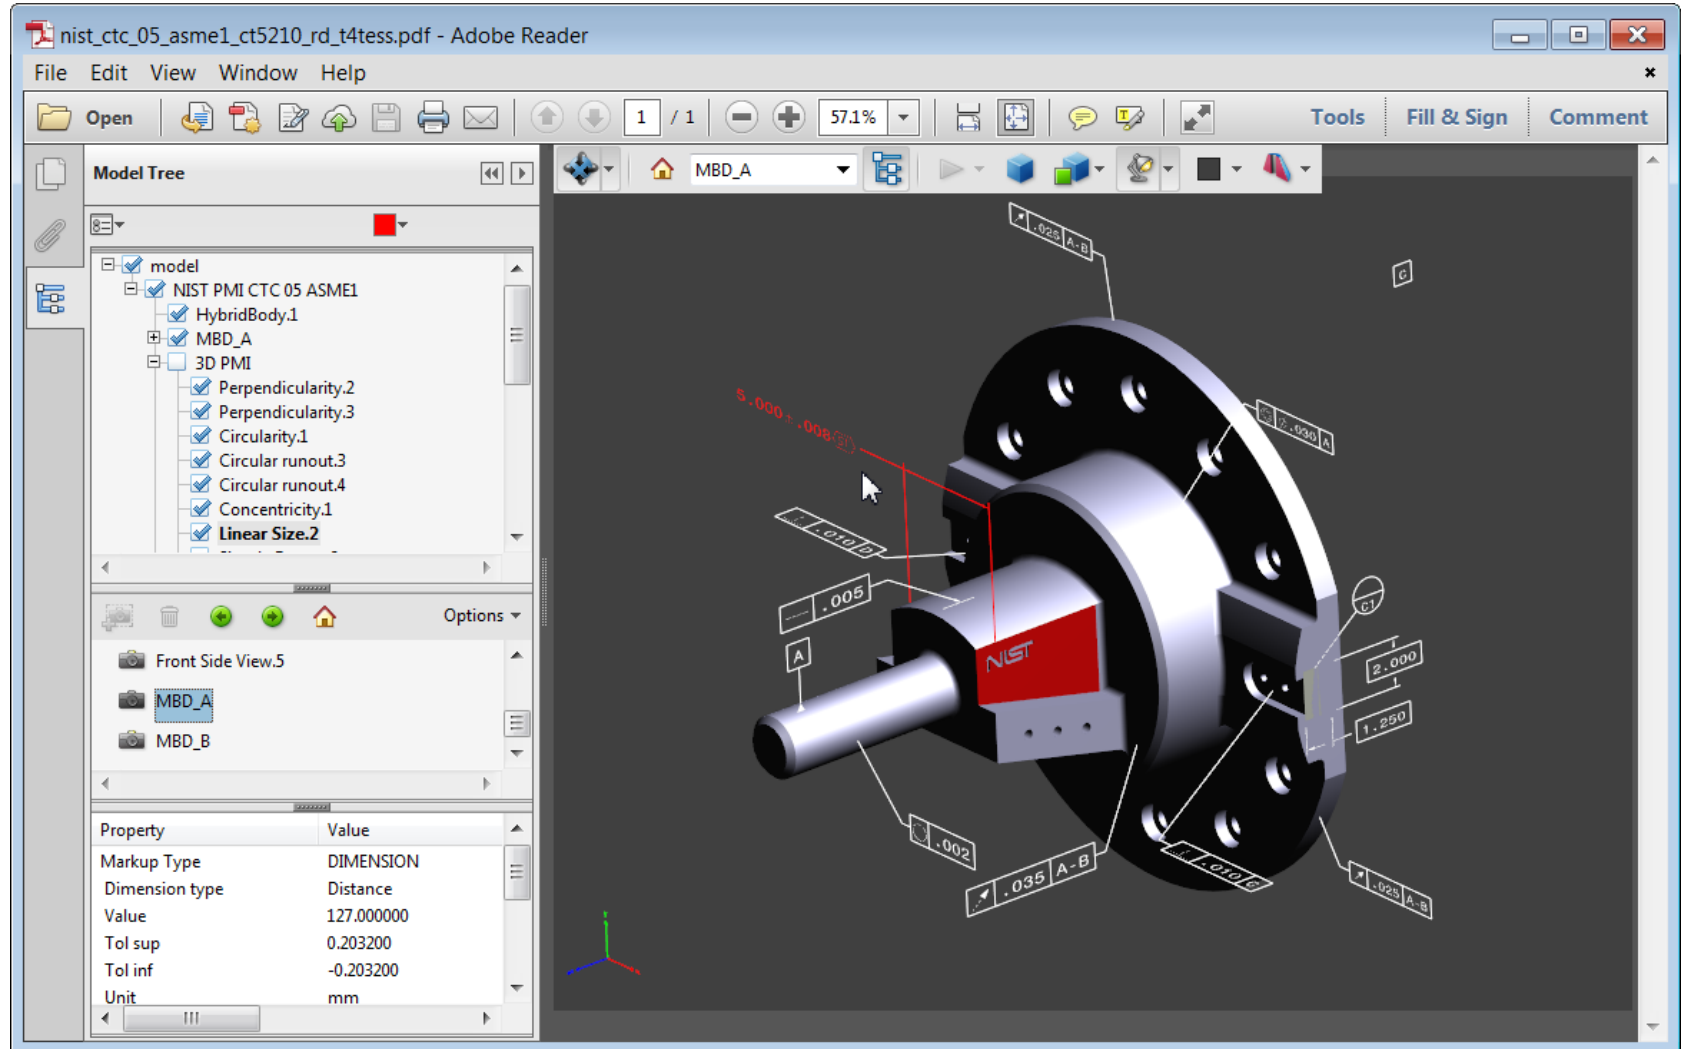 nist_ctc_05_asme1_ct5210_rd_t4tess.pdf - Adobe Reader
File Edit View Window Help
Open 1 / 1 57.1% Tools Fill & Sign Comment
Model Tree
MBD_A
model
NIST PMI CTC 05 ASME1
HybridBody.1
MBD_A
3D PMI
Perpendicularity.2
Perpendicularity.3
Circularity.1
Circular runout.3
Circular runout.4
Concentricity.1
Linear Size.2
Options
Front Side View.5
MBD_A
MBD_B
Property Value
Markup Type DIMENSION
Dimension type Distance
Value 127.000000
Tol sup 0.203200
Tol inf -0.203200
Unit mm
.025 A-B
C
5.000 ± .008
.030 A
.010 D
.005
A
NIST
C1
2.000
1.250
.002
.035 A-B
.010 C
.025 A-B